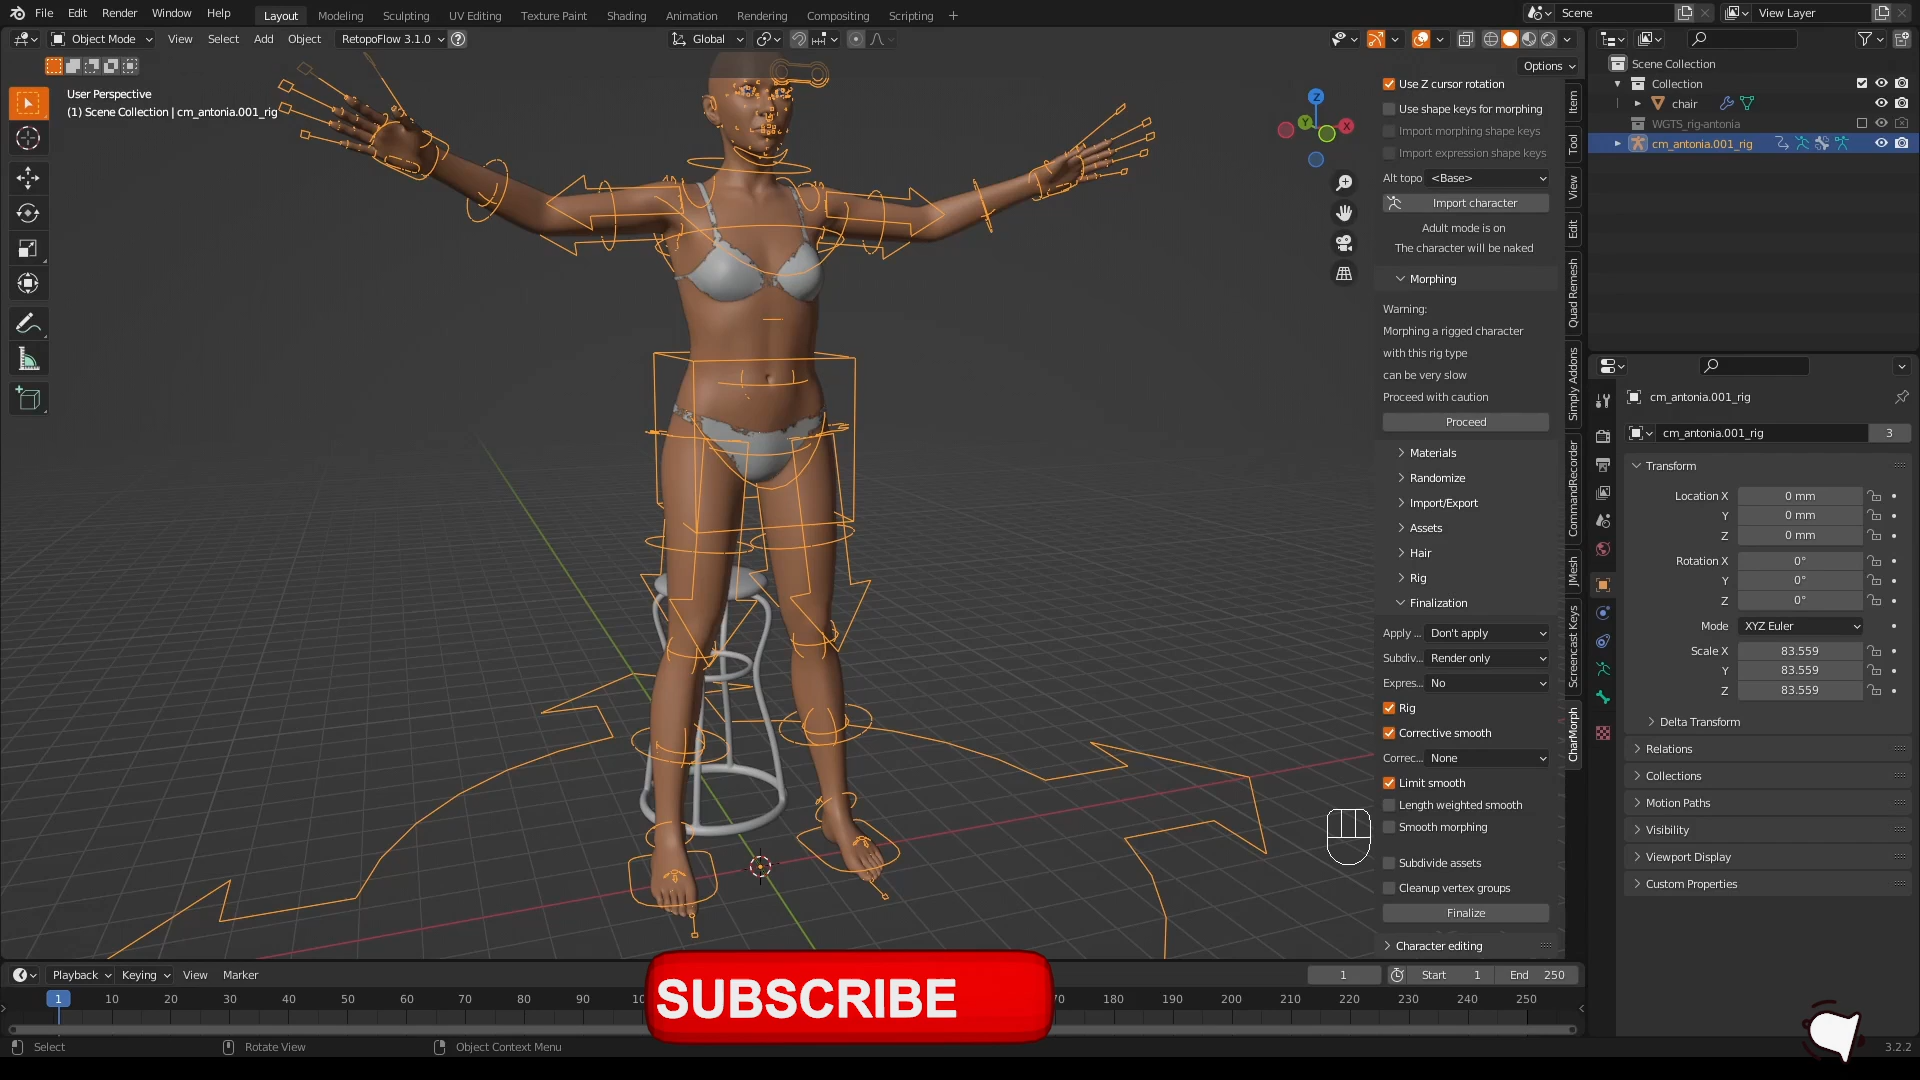 File Edit Render Window Help Layout Modeling Sculpting UV Editing Texture Paint Shading Animation Rendering Compositing Scripting + Scene View Layer
Object Mode View Select Add Object RetopoFlow 3.1.0 ? Global
Options
User Perspective
(1) Scene Collection | cm_antonia.001_rig
Z
Y
X
Use Z cursor rotation
Use shape keys for morphing
Import morphing shape keys
Import expression shape keys
Alt topo <Base>
Import character
Adult mode is on
The character will be naked
Morphing
Warning:
Morphing a rigged character
with this rig type
can be very slow
Proceed with caution
Proceed
Materials
Randomize
Import/Export
Assets
Hair
Rig
Finalization
Apply ... Don't apply
Subdiv... Render only
Expres... No
Rig
Corrective smooth
Correc... None
Limit smooth
Length weighted smooth
Smooth morphing
Subdivide assets
Cleanup vertex groups
Finalize
Character editing
Item
Tool
View
Edit
Quad Remesh
Simply Addons
CommandRecorder
JMesh
Screencast Keys
CharMorph
Scene Collection
Collection
chair
WGTS_rig-antonia
cm_antonia.001_rig
cm_antonia.001_rig
cm_antonia.001_rig 3
Transform
Location X 0 mm
Y 0 mm
Z 0 mm
Rotation X 0°
Y 0°
Z 0°
Mode XYZ Euler
Scale X 83.559
Y 83.559
Z 83.559
Delta Transform
Relations
Collections
Motion Paths
Visibility
Viewport Display
Custom Properties
Playback Keying View Marker 1 Start 1 End 250
1 10 20 30 40 50 60 70 80 90 190 200 210 220 230 240 250
SUBSCRIBE
Select Rotate View Object Context Menu 3.2.2